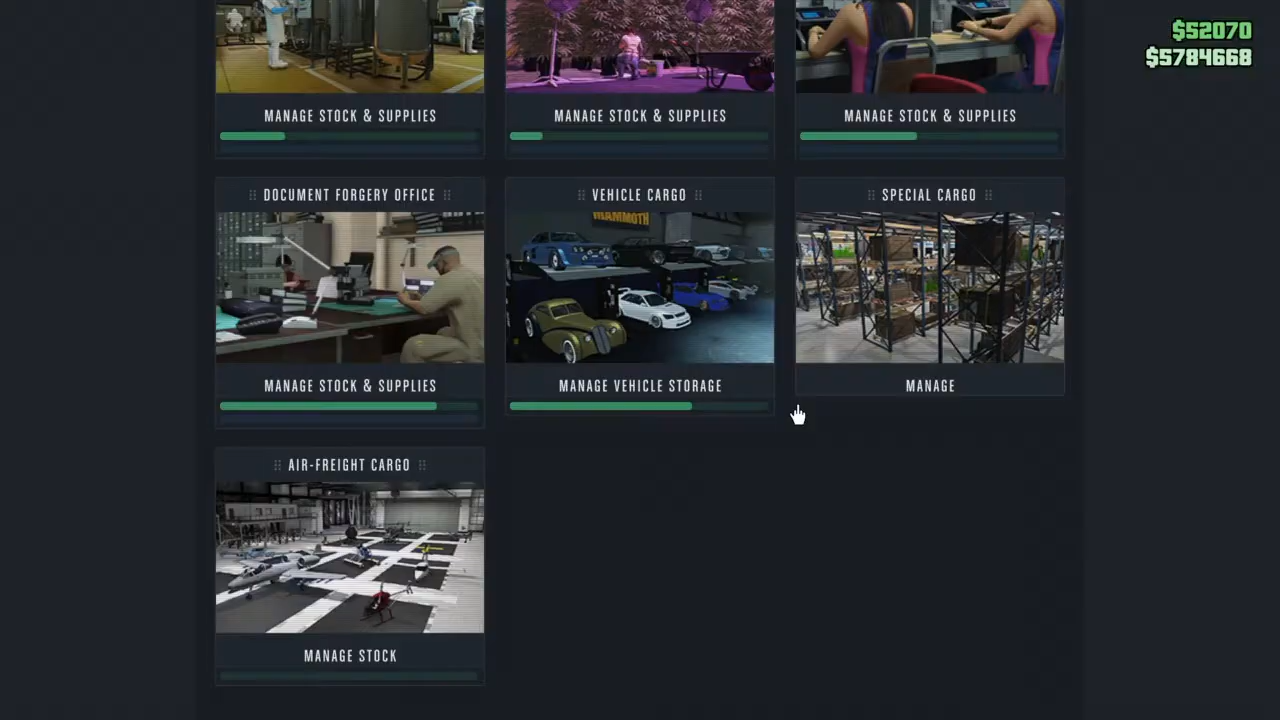 $52070
$5784668
MANAGE STOCK & SUPPLIES
MANAGE STOCK & SUPPLIES
MANAGE STOCK & SUPPLIES
DOCUMENT FORGERY OFFICE
VEHICLE CARGO
SPECIAL CARGO
MAMMOTH
MANAGE STOCK & SUPPLIES
MANAGE VEHICLE STORAGE
MANAGE
AIR-FREIGHT CARGO
MANAGE STOCK